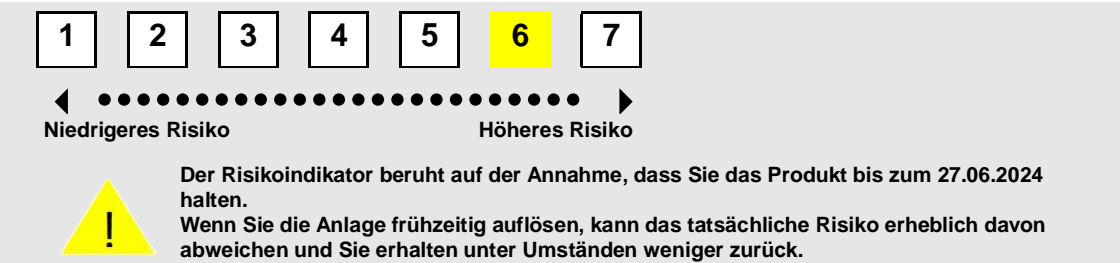 1 2 3 4 5 6 7
Niedrigeres Risiko Höheres Risiko
Der Risikoindikator beruht auf der Annahme, dass Sie das Produkt bis zum 27.06.2024
halten.
Wenn Sie die Anlage frühzeitig auflösen, kann das tatsächliche Risiko erheblich davon
! abweichen und Sie erhalten unter Umständen weniger zurück.